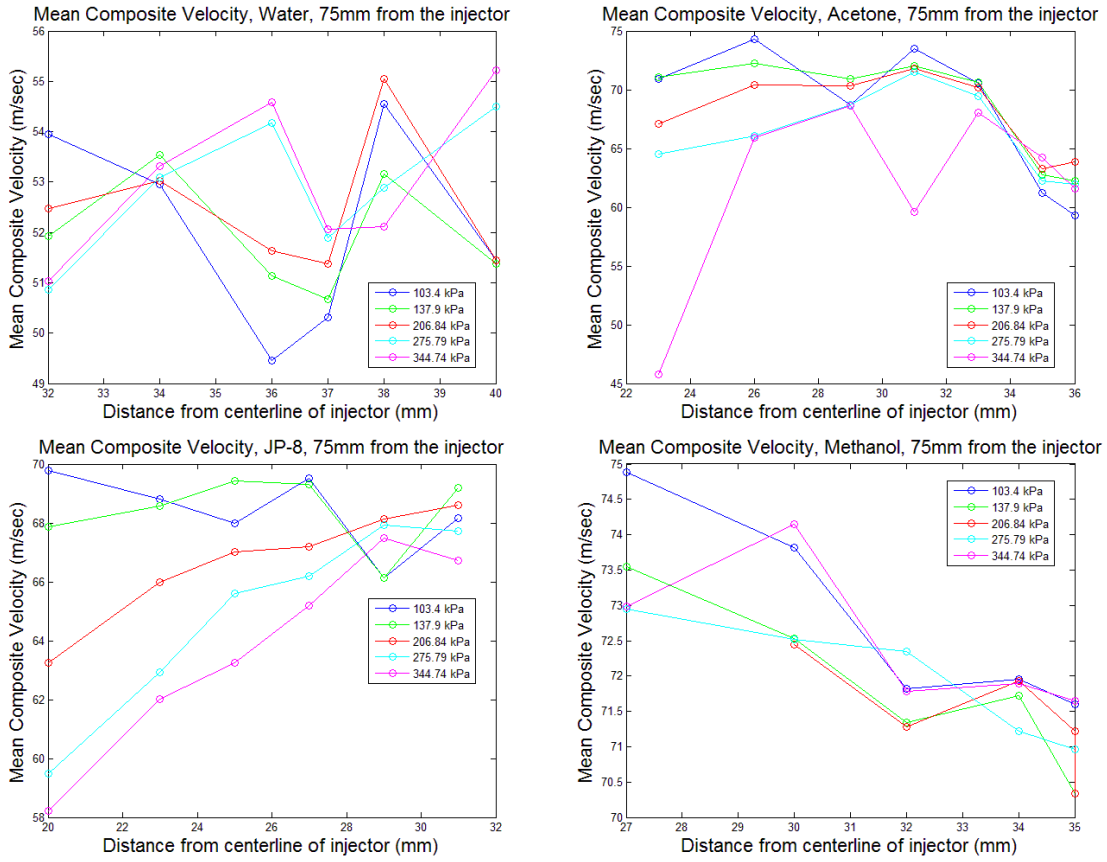 Mean Composite Velocity, Water, 75mm from the injector
56
55
54
53
52
51
50
49
Mean Composite Velocity (m/sec)
103.4 kPa
137.9 kPa
206.84 kPa
275.79 kPa
344.74 kPa
32 33 34 35 36 37 38 39 40
Distance from centerline of injector (mm)
Mean Composite Velocity, Acetone, 75mm from the injector
75
70
65
60
55
50
45
Mean Composite Velocity (m/sec)
103.4 kPa
137.9 kPa
206.84 kPa
275.79 kPa
344.74 kPa
22 24 26 28 30 32 34 36
Distance from centerline of injector (mm)
Mean Composite Velocity, JP-8, 75mm from the injector
70
68
66
64
62
60
58
Mean Composite Velocity (m/sec)
103.4 kPa
137.9 kPa
206.84 kPa
275.79 kPa
344.74 kPa
20 22 24 26 28 30 32
Distance from centerline of injector (mm)
Mean Composite Velocity, Methanol, 75mm from the injector
75
74.5
74
73.5
73
72.5
72
71.5
71
70.5
70
Mean Composite Velocity (m/sec)
103.4 kPa
137.9 kPa
206.84 kPa
275.79 kPa
344.74 kPa
27 28 29 30 31 32 33 34 35
Distance from centerline of injector (mm)